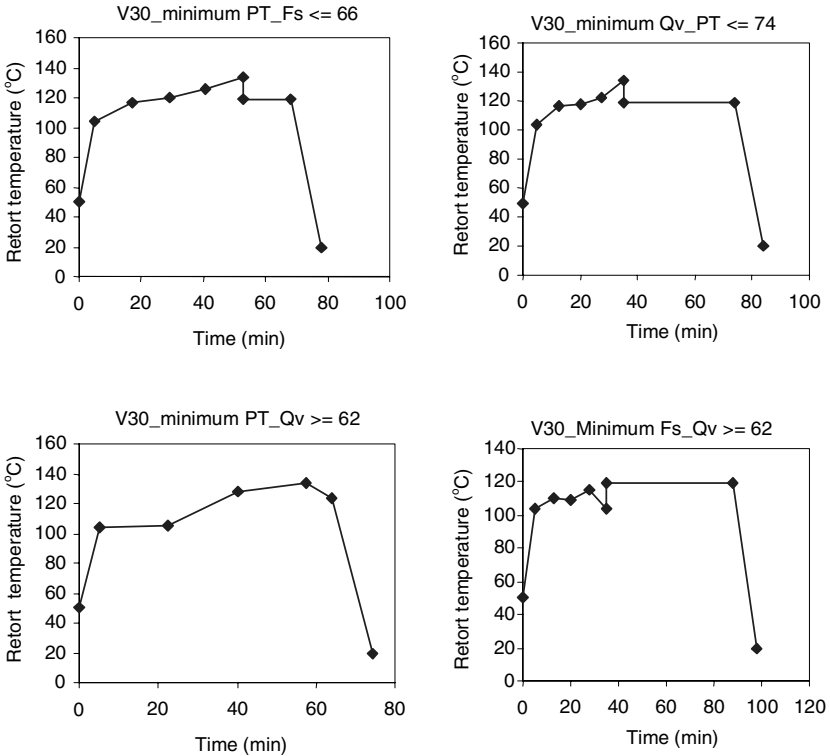 V30_minimum PT_Fs <= 66
160
140
120
100
80
60
40
20
0
Retort temperature (°C)
0 20 40 60 80 100
Time (min)
V30_minimum Qv_PT <= 74
160
140
120
100
80
60
40
20
0
Retort temperature (°C)
0 20 40 60 80 100
Time (min)
V30_minimum PT_Qv >= 62
160
140
120
100
80
60
40
20
0
Retort temperature (°C)
0 20 40 60 80
Time (min)
V30_Minimum Fs_Qv >= 62
140
120
100
80
60
40
20
0
Retort temperature (°C)
0 20 40 60 80 100 120
Time (min)